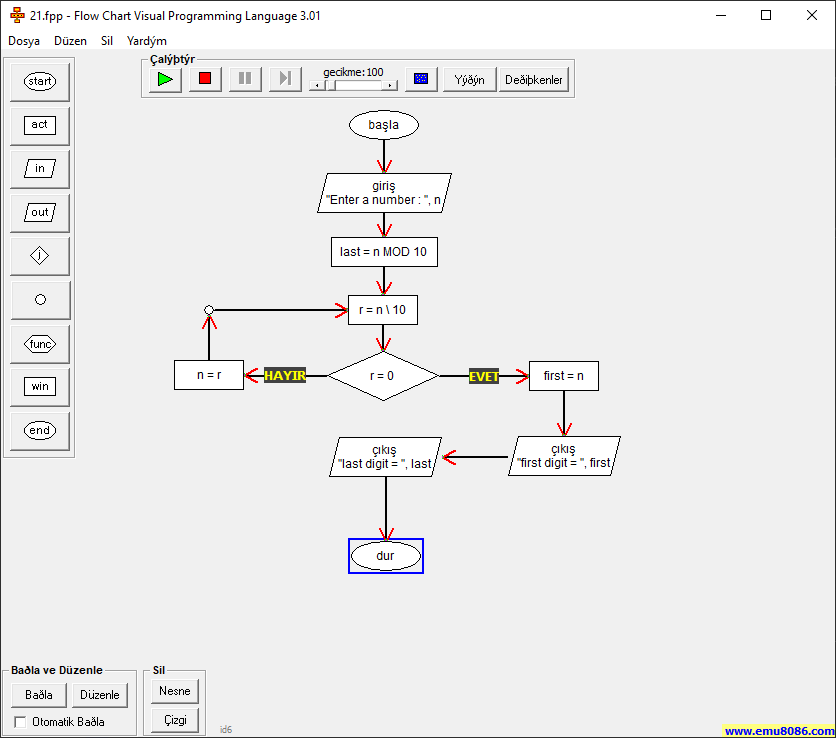 21.fpp - Flow Chart Visual Programming Language 3.01
Dosya Düzen Sil Yardým
Çalýþtýr
gecikme:100
Yýðýn
Deðiþkenler
start
act
in
out
i
func
win
end
başla
giriş
"Enter a number : ", n
last = n MOD 10
r = n \ 10
n = r
HAYIR
r = 0
EVET
first = n
çıkış
"last digit = ", last
çıkış
"first digit = ", first
dur
Baðla ve Düzenle
Baðla
Düzenle
Otomatik Baðla
Sil
Nesne
Çizgi
id6
www.emu8086.com